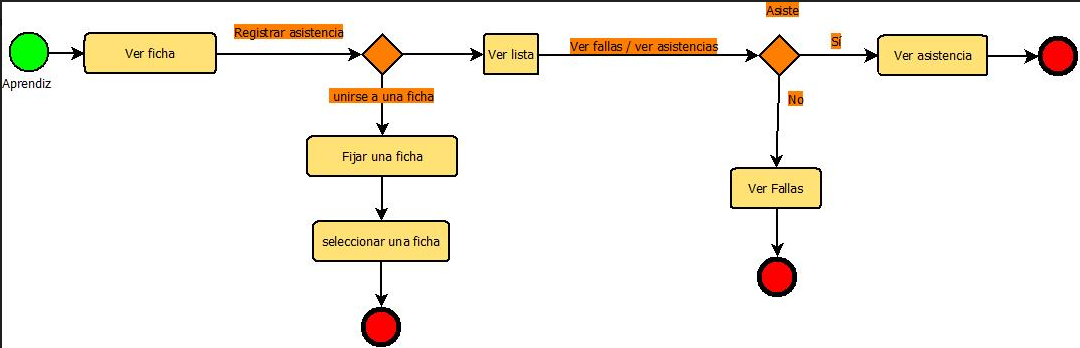 Asiste
Registrar asistencia
Sí
Ver ficha
Ver lista
Ver fallas / ver asistencias
Ver asistencia
Aprendiz
unirse a una ficha
No
Fijar una ficha
Ver Fallas
seleccionar una ficha